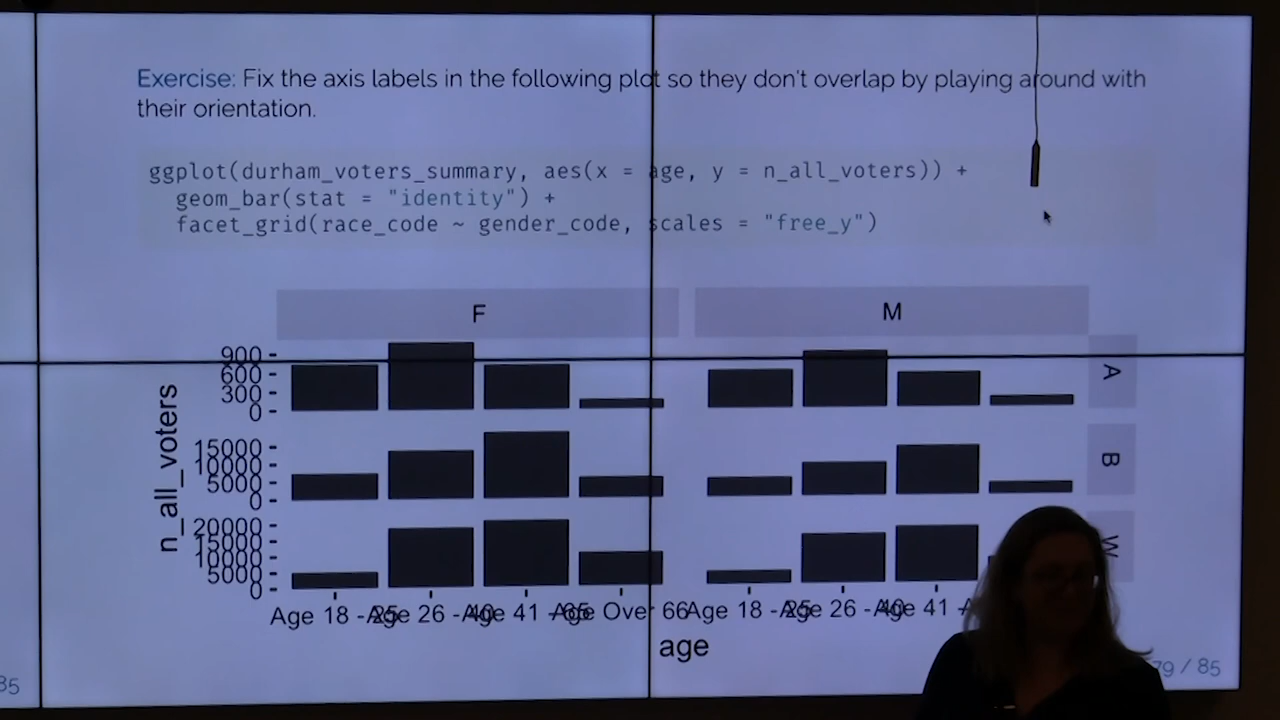 Exercise: Fix the axis labels in the following plot so they don't overlap by playing around with
their orientation.
ggplot(durham_voters_summary, aes(x = age, y = n_all_voters)) +
geom_bar(stat = "identity") +
facet_grid(race_code ~ gender_code, scales = "free_y")
F
M
900
600
300
0
A
15000
10000
5000
0
B
20000
15000
10000
5000
0
W
n_all_voters
Age 18 - 25 Age 26 - 40 Age 41 - 65 Age Over 66 Age 18 - 25 Age 26 - 40 Age 41 -
age
79 / 85
85